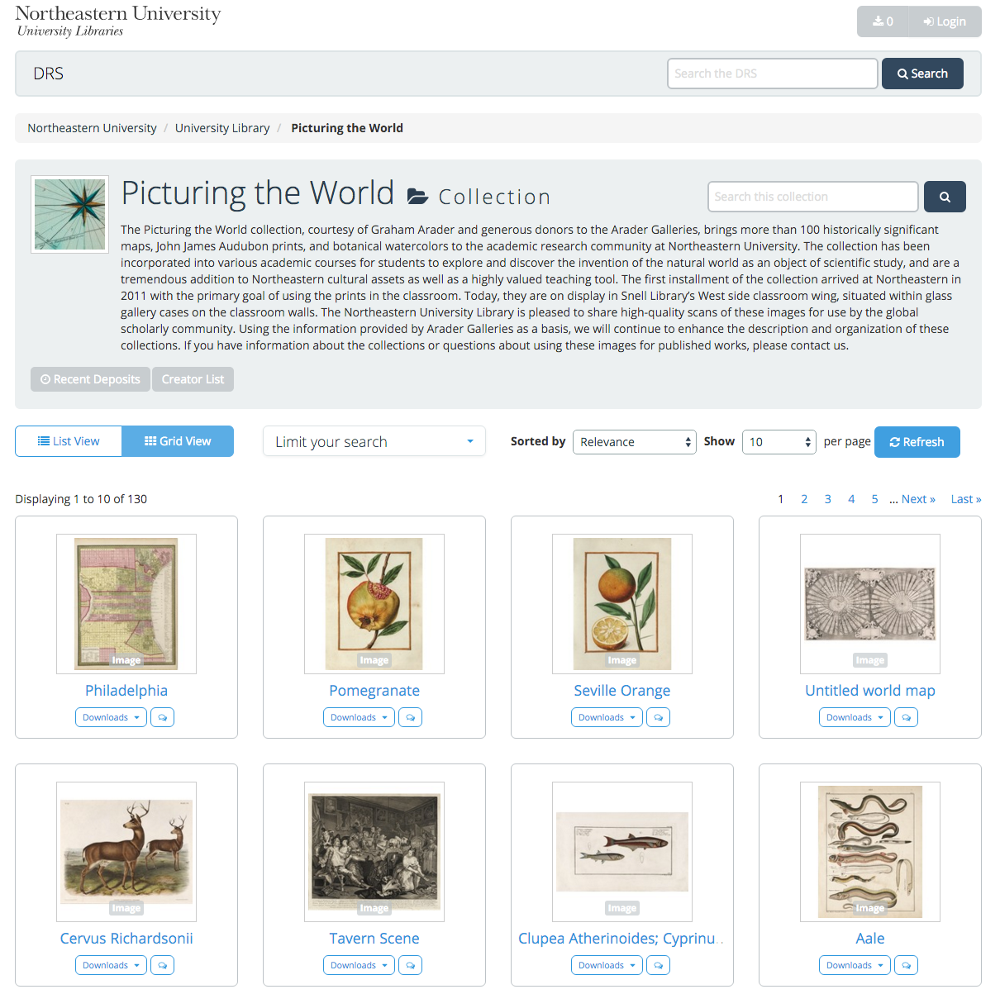 Northeastern University
University Libraries
0 Login
DRS
Search the DRS
Search
Northeastern University / University Library / Picturing the World
Picturing the World Collection
Search this collection
The Picturing the World collection, courtesy of Graham Arader and generous donors to the Arader Galleries, brings more than 100 historically significant
maps, John James Audubon prints, and botanical watercolors to the academic research community at Northeastern University. The collection has been
incorporated into various academic courses for students to explore and discover the invention of the natural world as an object of scientific study, and are a
tremendous addition to Northeastern cultural assets as well as a highly valued teaching tool. The first installment of the collection arrived at Northeastern in
2011 with the primary goal of using the prints in the classroom. Today, they are on display in Snell Library's West side classroom wing, situated within glass
gallery cases on the classroom walls. The Northeastern University Library is pleased to share high-quality scans of these images for use by the global
scholarly community. Using the information provided by Arader Galleries as a basis, we will continue to enhance the description and organization of these
collections. If you have information about the collections or questions about using these images for published works, please contact us.
Recent Deposits Creator List
List View Grid View Limit your search Sorted by Relevance Show 10 per page Refresh
Displaying 1 to 10 of 130
1 2 3 4 5 ... Next » Last »
Image Image Image Image
Philadelphia Pomegranate Seville Orange Untitled world map
Downloads Downloads Downloads Downloads
Image Image Image Image
Cervus Richardsonii Tavern Scene Clupea Atherinoides; Cyprinu.. Aale
Downloads Downloads Downloads Downloads